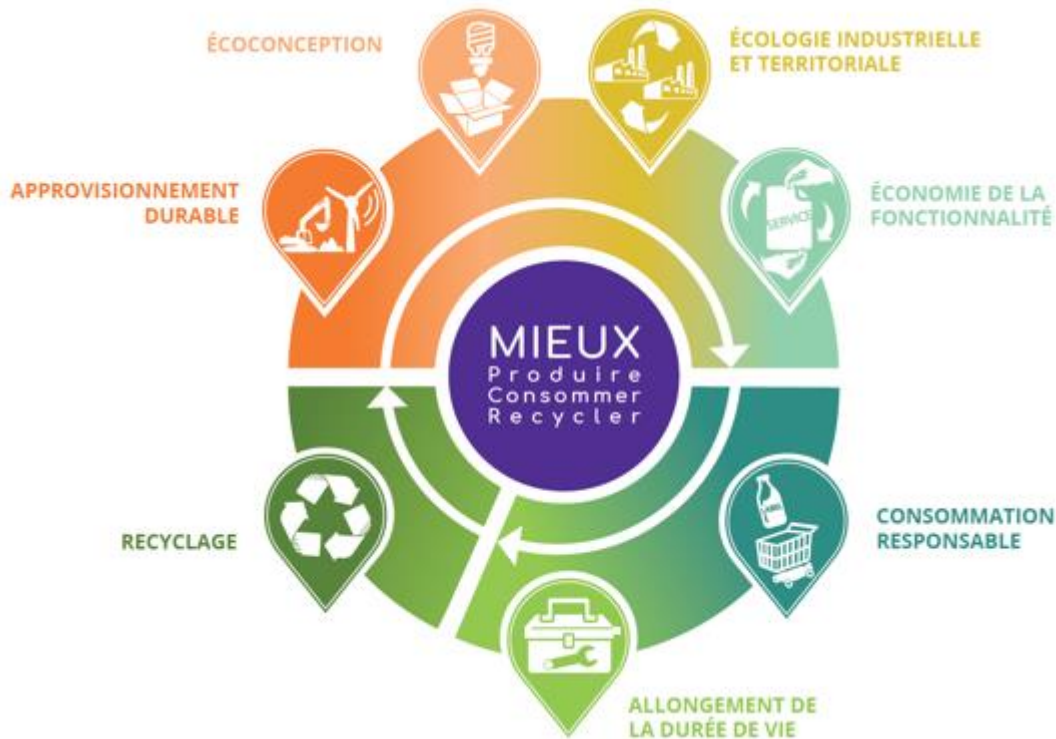 ÉCOCONCEPTION
ÉCOLOGIE INDUSTRIELLE
ET TERRITORIALE
APPROVISIONNEMENT
DURABLE
ÉCONOMIE DE LA
FONCTIONNALITÉ
SERVICE
MIEUX
Produire
Consommer
Recycler
RECYCLAGE
CONSOMMATION
RESPONSABLE
ALLONGEMENT DE
LA DURÉE DE VIE